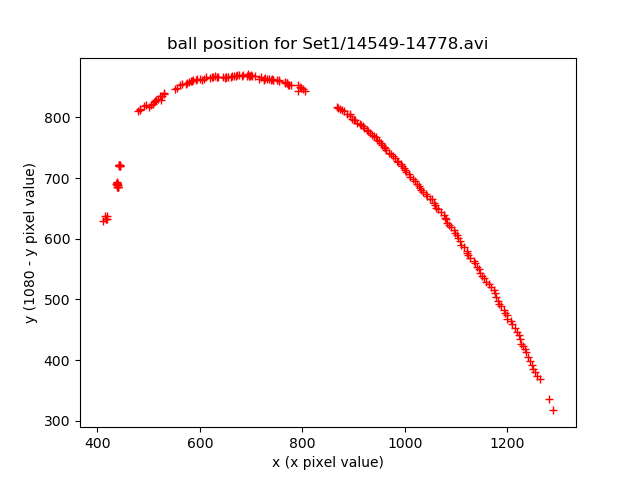 ball position for Set1/14549-14778.avi
800
700
600
500
400
300
y (1080 - y pixel value)
400 600 800 1000 1200
x (x pixel value)